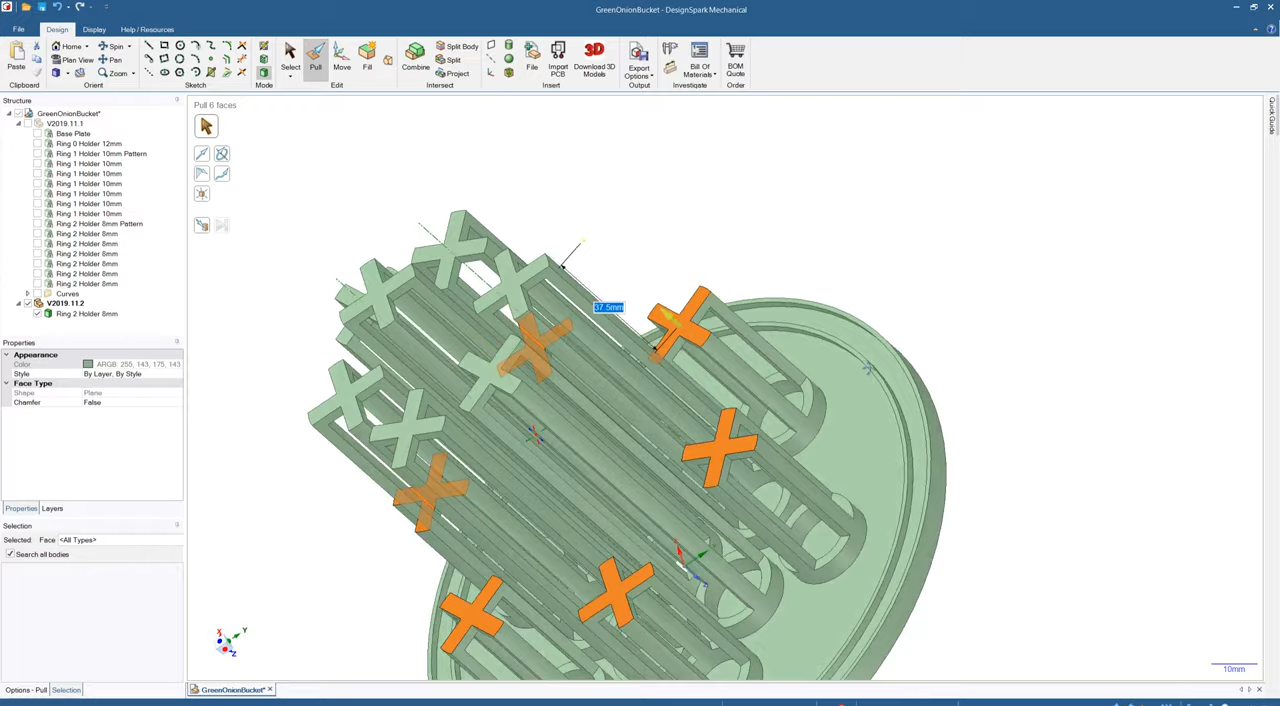 GreenOnionBucket - DesignSpark Mechanical
File Design Display Help / Resources
Paste
Home
Plan View
Spin
Pan
Zoom
Select Pull Move Fill
Combine
Split Body
Split
Project
File
Import PCB
Download 3D Models
Export Options
Bill Of Materials
BOM Quote
Clipboard Orient Sketch Mode Edit Intersect Insert Output Investigate Order
Structure
GreenOnionBucket*
V2019.11.1
Base Plate
Ring 0 Holder 12mm
Ring 1 Holder 10mm Pattern
Ring 1 Holder 10mm
Ring 1 Holder 10mm
Ring 1 Holder 10mm
Ring 1 Holder 10mm
Ring 1 Holder 10mm
Ring 1 Holder 10mm
Ring 2 Holder 8mm Pattern
Ring 2 Holder 8mm
Ring 2 Holder 8mm
Ring 2 Holder 8mm
Ring 2 Holder 8mm
Ring 2 Holder 8mm
Ring 2 Holder 8mm
Curves
V2019.11.2
Ring 2 Holder 8mm
Properties
Appearance
Color ARGB: 255, 143, 175, 143
Style By Layer, By Style
Face Type
Shape Plane
Chamfer False
Properties Layers
Selection
Selected: Face <All Types>
Search all bodies
Options - Pull Selection
Pull 6 faces
37.5mm
X
Y
Z
10mm
GreenOnionBucket*
Quick Guide